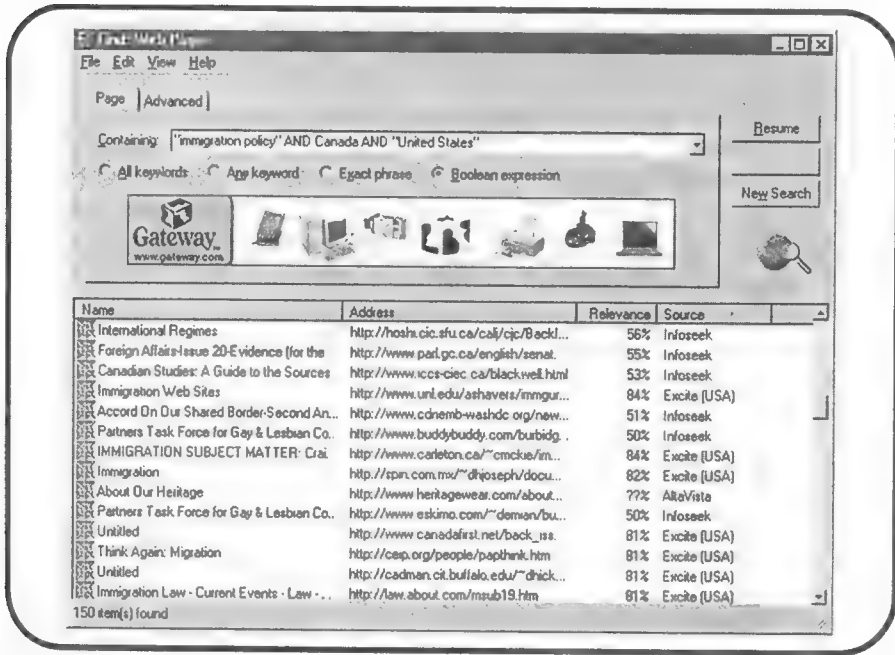 Find: Web Pages
File Edit View Help
Page Advanced
Containing: "immigration policy" AND Canada AND "United States"
Resume
All keywords Any keyword Exact phrase Boolean expression
New Search
Gateway
www.gateway.com
Name Address Relevance Source
International Regimes http://hoshi.cic.sfu.ca/calj/cjc/BackI... 56% Infoseek
Foreign Affairs-Issue 20-Evidence (for the http://www.parl.gc.ca/english/senat. 55% Infoseek
Canadian Studies: A Guide to the Sources http://www.iccs-ciec.ca/blackwell.html 53% Infoseek
Immigration Web Sites http://www.unl.edu/ashavers/immgur... 84% Excite (USA)
Accord On Our Shared Border-Second An... http://www.cdnemb-washdc.org/new... 51% Infoseek
Partners Task Force for Gay & Lesbian Co.. http://www.buddybuddy.com/burbidg. . 50% Infoseek
IMMIGRATION SUBJECT MATTER: Crai. http://www.carleton.ca/~cmckie/im... 84% Excite (USA)
Immigration http://spin.com.mx/~dhjoseph/docu... 82% Excite (USA)
About Our Heritage http://www.heritagewear.com/about... ??% AltaVista
Partners Task Force for Gay & Lesbian Co.. http://www.eskimo.com/~demian/bu... 50% Infoseek
Untitled http://www.canadafirst.net/back_iss. 81% Excite (USA)
Think Again: Migration http://ceip.org/people/papthink.htm 81% Excite (USA)
Untitled http://cadman.cit.buffalo.edu/~dhick... 81% Excite (USA)
Immigration Law - Current Events - Law - . . http://law.about.com/msub19.htm 81% Excite (USA)
150 item(s) found